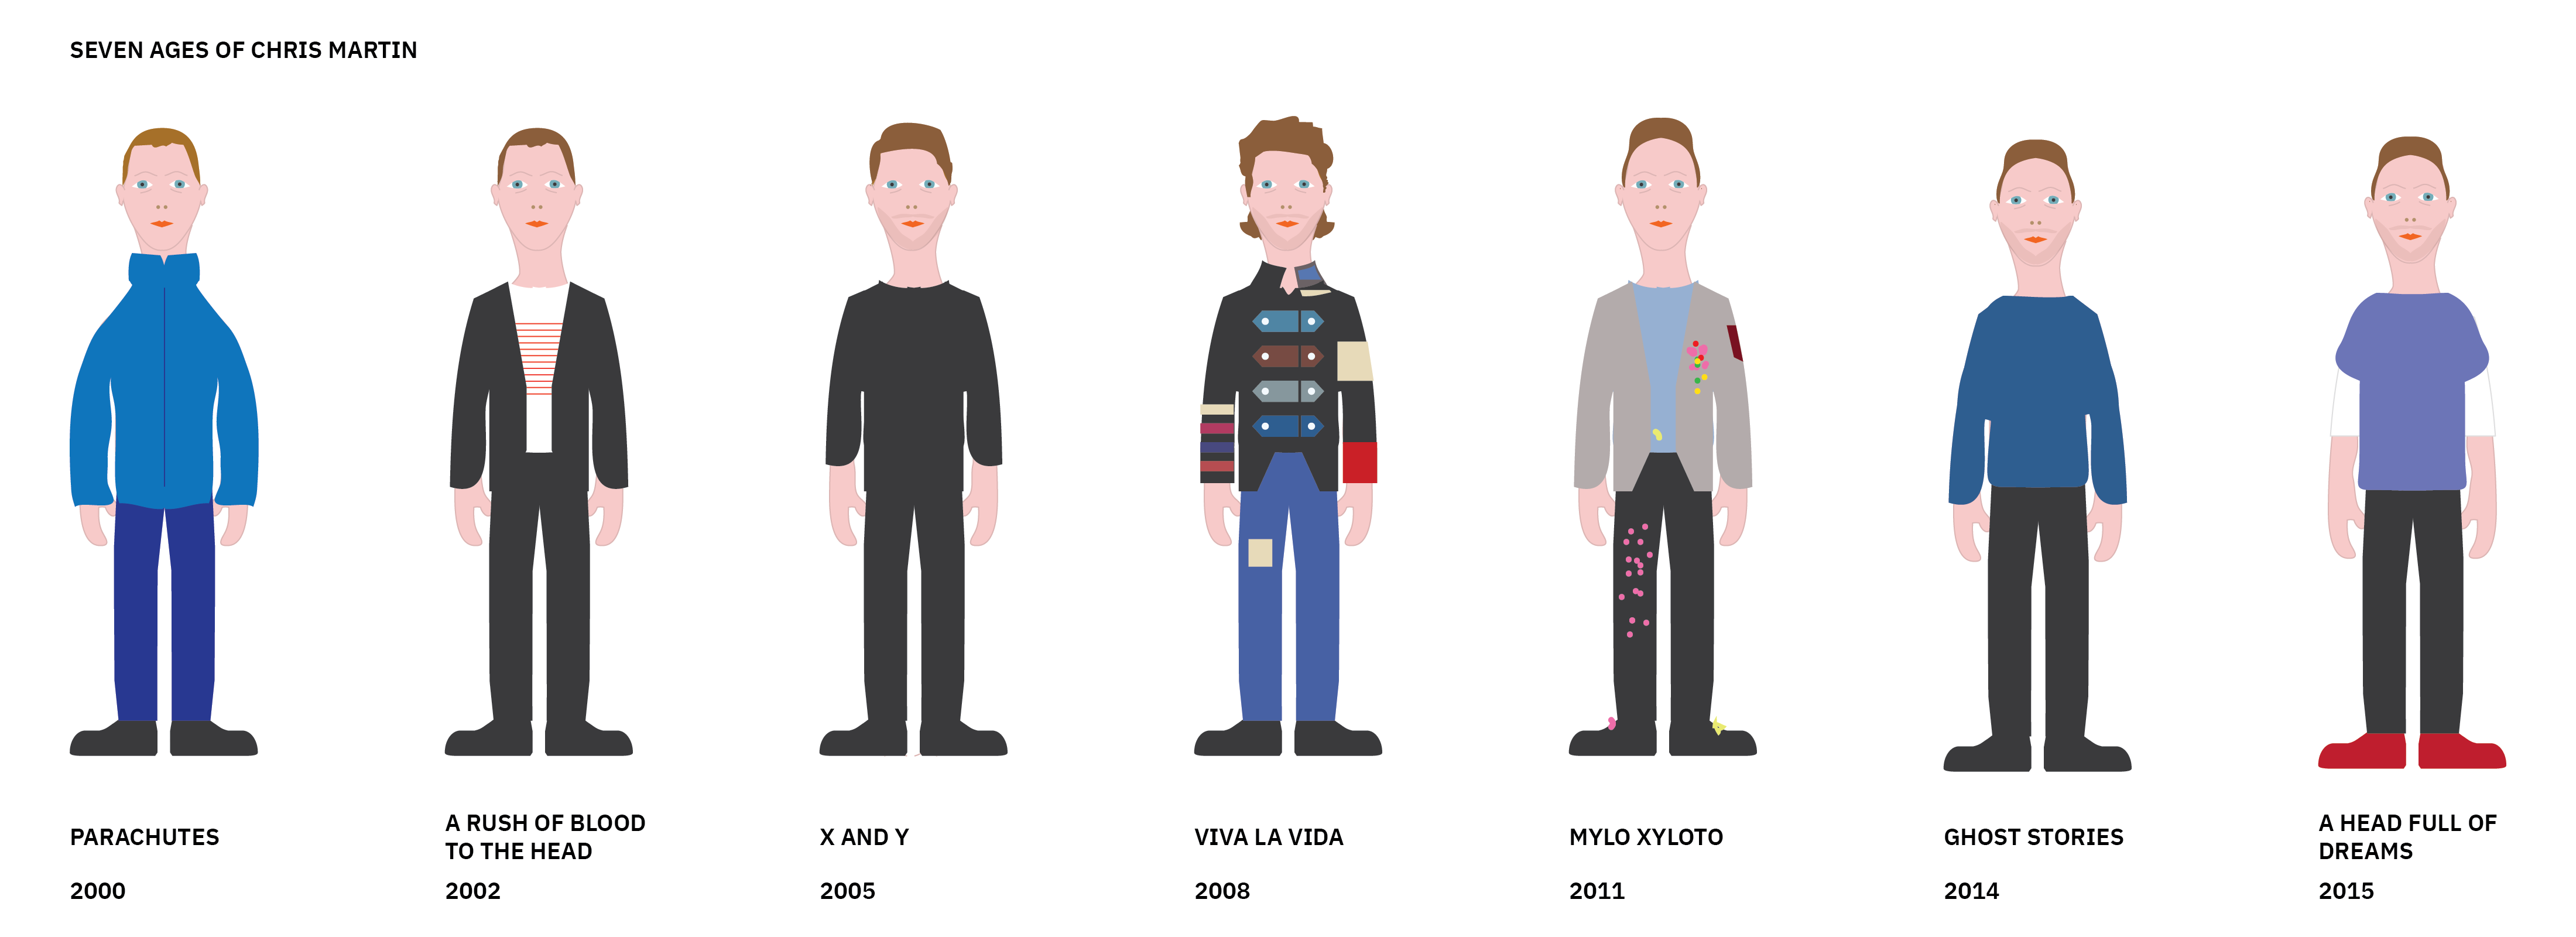 SEVEN AGES OF CHRIS MARTIN
PARACHUTES
2000
A RUSH OF BLOOD
TO THE HEAD
2002
X AND Y
2005
VIVA LA VIDA
2008
MYLO XYLOTO
2011
GHOST STORIES
2014
A HEAD FULL OF
DREAMS
2015